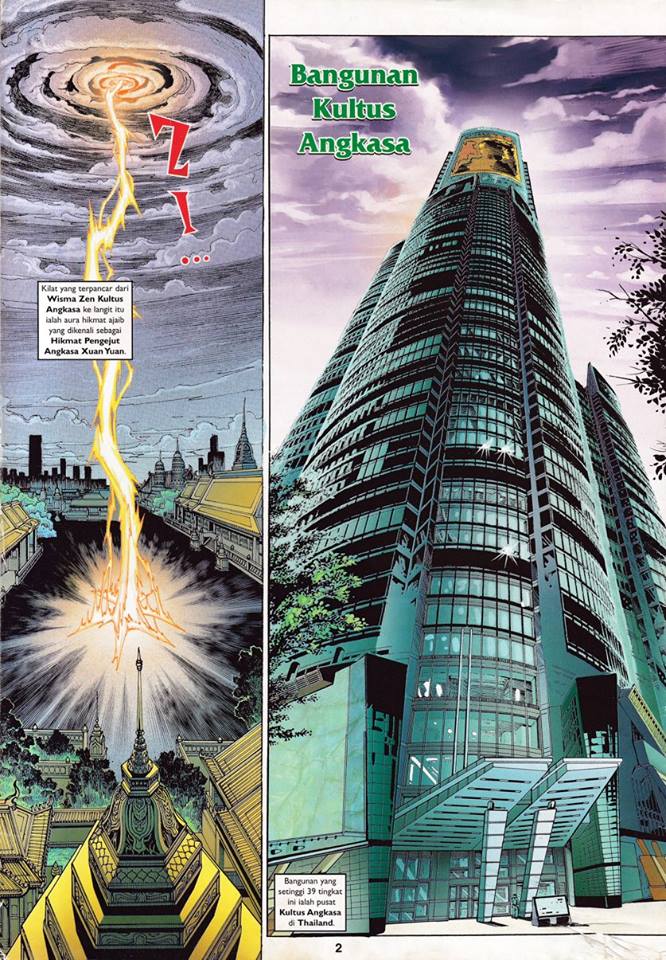 ZI...
Kilat yang terpancar dari
Wisma Zen Kultus
Angkasa ke langit itu
ialah aura hikmat ajaib
yang dikenali sebagai
Hikmat Pengejut
Angkasa Xuan Yuan.
Bangunan
Kultus
Angkasa
Bangunan yang
setinggi 39 tingkat
ini ialah pusat
Kultus Angkasa
di Thailand.
2